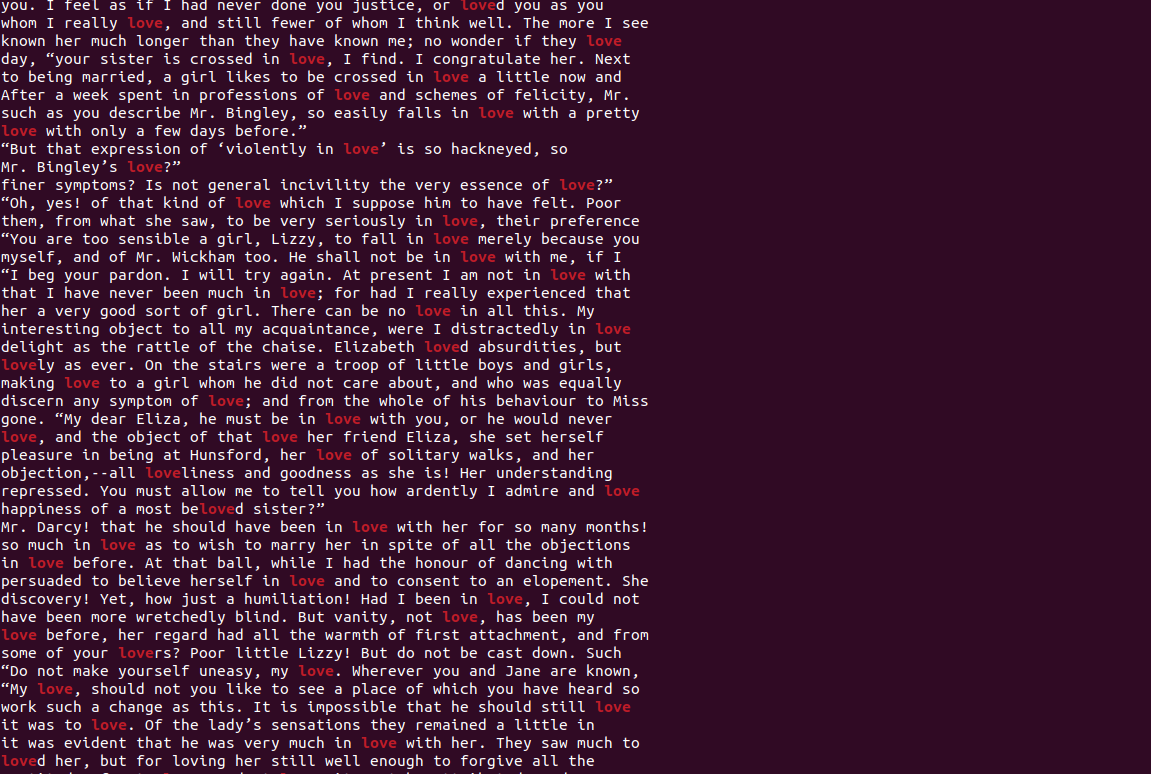 you. I feel as if I had never done you justice, or loved you as you
whom I really love, and still fewer of whom I think well. The more I see
known her much longer than they have known me; no wonder if they love
day, “your sister is crossed in love, I find. I congratulate her. Next
to being married, a girl likes to be crossed in love a little now and
After a week spent in professions of love and schemes of felicity, Mr.
such as you describe Mr. Bingley, so easily falls in love with a pretty
love with only a few days before.”
“But that expression of ‘violently in love’ is so hackneyed, so
Mr. Bingley’s love?”
finer symptoms? Is not general incivility the very essence of love?”
“Oh, yes! of that kind of love which I suppose him to have felt. Poor
them, from what she saw, to be very seriously in love, their preference
“You are too sensible a girl, Lizzy, to fall in love merely because you
myself, and of Mr. Wickham too. He shall not be in love with me, if I
“I beg your pardon. I will try again. At present I am not in love with
that I have never been much in love; for had I really experienced that
her a very good sort of girl. There can be no love in all this. My
interesting object to all my acquaintance, were I distractedly in love
delight as the rattle of the chaise. Elizabeth loved absurdities, but
lovely as ever. On the stairs were a troop of little boys and girls,
making love to a girl whom he did not care about, and who was equally
discern any symptom of love; and from the whole of his behaviour to Miss
gone. “My dear Eliza, he must be in love with you, or he would never
love, and the object of that love her friend Eliza, she set herself
pleasure in being at Hunsford, her love of solitary walks, and her
objection,--all loveliness and goodness as she is! Her understanding
repressed. You must allow me to tell you how ardently I admire and love
happiness of a most beloved sister?”
Mr. Darcy! that he should have been in love with her for so many months!
so much in love as to wish to marry her in spite of all the objections
in love before. At that ball, while I had the honour of dancing with
persuaded to believe herself in love and to consent to an elopement. She
discovery! Yet, how just a humiliation! Had I been in love, I could not
have been more wretchedly blind. But vanity, not love, has been my
love before, her regard had all the warmth of first attachment, and from
some of your lovers? Poor little Lizzy! But do not be cast down. Such
“Do not make yourself uneasy, my love. Wherever you and Jane are known,
“My love, should not you like to see a place of which you have heard so
work such a change as this. It is impossible that he should still love
it was to love. Of the lady’s sensations they remained a little in
it was evident that he was very much in love with her. They saw much to
loved her, but for loving her still well enough to forgive all the